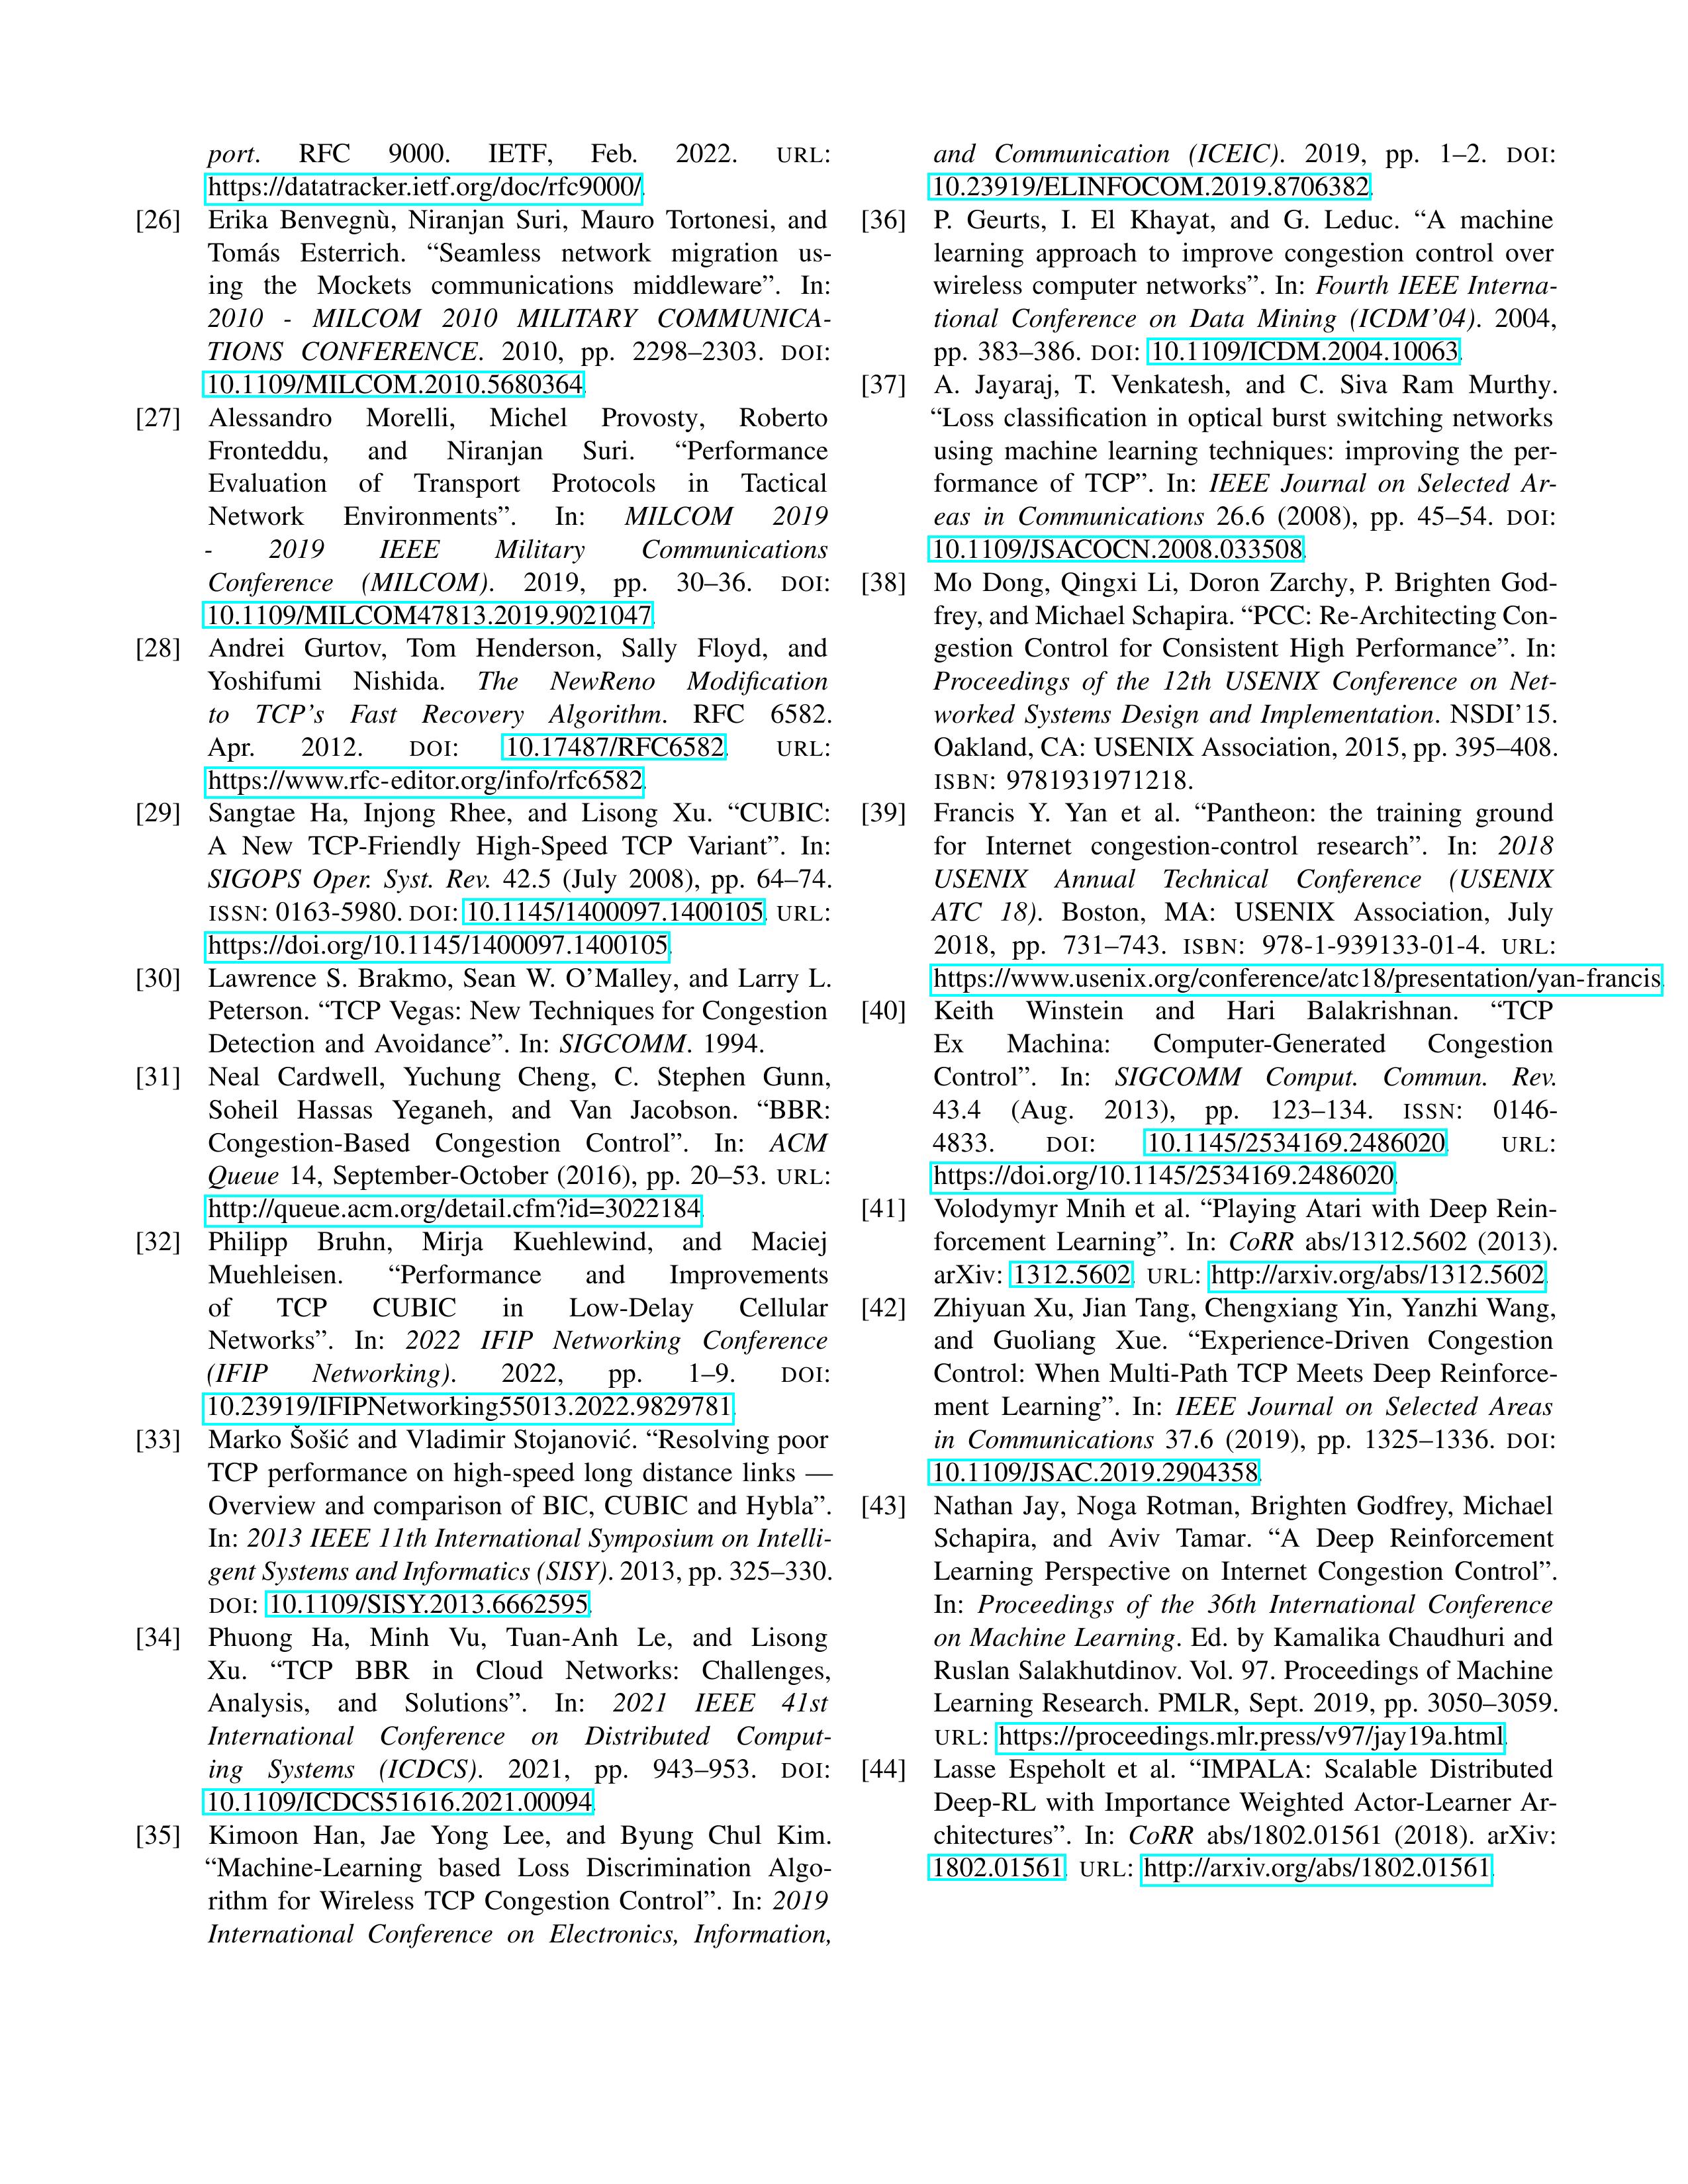 port. RFC 9000. IETF, Feb. 2022. URL:
https://datatracker.ietf.org/doc/rfc9000/.
[26] Erika Benvegnù, Niranjan Suri, Mauro Tortonesi, and
Tomás Esterrich. “Seamless network migration us-
ing the Mockets communications middleware”. In:
2010 - MILCOM 2010 MILITARY COMMUNICA-
TIONS CONFERENCE. 2010, pp. 2298–2303. DOI:
10.1109/MILCOM.2010.5680364.
[27] Alessandro Morelli, Michel Provosty, Roberto
Fronteddu, and Niranjan Suri. “Performance
Evaluation of Transport Protocols in Tactical
Network Environments”. In: MILCOM 2019
- 2019 IEEE Military Communications
Conference (MILCOM). 2019, pp. 30–36. DOI:
10.1109/MILCOM47813.2019.9021047.
[28] Andrei Gurtov, Tom Henderson, Sally Floyd, and
Yoshifumi Nishida. The NewReno Modification
to TCP’s Fast Recovery Algorithm. RFC 6582.
Apr. 2012. DOI: 10.17487/RFC6582. URL:
https://www.rfc-editor.org/info/rfc6582.
[29] Sangtae Ha, Injong Rhee, and Lisong Xu. “CUBIC:
A New TCP-Friendly High-Speed TCP Variant”. In:
SIGOPS Oper. Syst. Rev. 42.5 (July 2008), pp. 64–74.
ISSN: 0163-5980. DOI: 10.1145/1400097.1400105. URL:
https://doi.org/10.1145/1400097.1400105.
[30] Lawrence S. Brakmo, Sean W. O’Malley, and Larry L.
Peterson. “TCP Vegas: New Techniques for Congestion
Detection and Avoidance”. In: SIGCOMM. 1994.
[31] Neal Cardwell, Yuchung Cheng, C. Stephen Gunn,
Soheil Hassas Yeganeh, and Van Jacobson. “BBR:
Congestion-Based Congestion Control”. In: ACM
Queue 14, September-October (2016), pp. 20–53. URL:
http://queue.acm.org/detail.cfm?id=3022184.
[32] Philipp Bruhn, Mirja Kuehlewind, and Maciej
Muehleisen. “Performance and Improvements
of TCP CUBIC in Low-Delay Cellular
Networks”. In: 2022 IFIP Networking Conference
(IFIP Networking). 2022, pp. 1–9. DOI:
10.23919/IFIPNetworking55013.2022.9829781.
[33] Marko Šošić and Vladimir Stojanović. “Resolving poor
TCP performance on high-speed long distance links —
Overview and comparison of BIC, CUBIC and Hybla”.
In: 2013 IEEE 11th International Symposium on Intelli-
gent Systems and Informatics (SISY). 2013, pp. 325–330.
DOI: 10.1109/SISY.2013.6662595.
[34] Phuong Ha, Minh Vu, Tuan-Anh Le, and Lisong
Xu. “TCP BBR in Cloud Networks: Challenges,
Analysis, and Solutions”. In: 2021 IEEE 41st
International Conference on Distributed Comput-
ing Systems (ICDCS). 2021, pp. 943–953. DOI:
10.1109/ICDCS51616.2021.00094.
[35] Kimoon Han, Jae Yong Lee, and Byung Chul Kim.
“Machine-Learning based Loss Discrimination Algo-
rithm for Wireless TCP Congestion Control”. In: 2019
International Conference on Electronics, Information,
and Communication (ICEIC). 2019, pp. 1–2. DOI:
10.23919/ELINFOCOM.2019.8706382.
[36] P. Geurts, I. El Khayat, and G. Leduc. “A machine
learning approach to improve congestion control over
wireless computer networks”. In: Fourth IEEE Interna-
tional Conference on Data Mining (ICDM’04). 2004,
pp. 383–386. DOI: 10.1109/ICDM.2004.10063.
[37] A. Jayaraj, T. Venkatesh, and C. Siva Ram Murthy.
“Loss classification in optical burst switching networks
using machine learning techniques: improving the per-
formance of TCP”. In: IEEE Journal on Selected Ar-
eas in Communications 26.6 (2008), pp. 45–54. DOI:
10.1109/JSACOCN.2008.033508.
[38] Mo Dong, Qingxi Li, Doron Zarchy, P. Brighten God-
frey, and Michael Schapira. “PCC: Re-Architecting Con-
gestion Control for Consistent High Performance”. In:
Proceedings of the 12th USENIX Conference on Net-
worked Systems Design and Implementation. NSDI’15.
Oakland, CA: USENIX Association, 2015, pp. 395–408.
ISBN: 9781931971218.
[39] Francis Y. Yan et al. “Pantheon: the training ground
for Internet congestion-control research”. In: 2018
USENIX Annual Technical Conference (USENIX
ATC 18). Boston, MA: USENIX Association, July
2018, pp. 731–743. ISBN: 978-1-939133-01-4. URL:
https://www.usenix.org/conference/atc18/presentation/yan-francis.
[40] Keith Winstein and Hari Balakrishnan. “TCP
Ex Machina: Computer-Generated Congestion
Control”. In: SIGCOMM Comput. Commun. Rev.
43.4 (Aug. 2013), pp. 123–134. ISSN: 0146-
4833. DOI: 10.1145/2534169.2486020. URL:
https://doi.org/10.1145/2534169.2486020.
[41] Volodymyr Mnih et al. “Playing Atari with Deep Rein-
forcement Learning”. In: CoRR abs/1312.5602 (2013).
arXiv: 1312.5602. URL: http://arxiv.org/abs/1312.5602.
[42] Zhiyuan Xu, Jian Tang, Chengxiang Yin, Yanzhi Wang,
and Guoliang Xue. “Experience-Driven Congestion
Control: When Multi-Path TCP Meets Deep Reinforce-
ment Learning”. In: IEEE Journal on Selected Areas
in Communications 37.6 (2019), pp. 1325–1336. DOI:
10.1109/JSAC.2019.2904358.
[43] Nathan Jay, Noga Rotman, Brighten Godfrey, Michael
Schapira, and Aviv Tamar. “A Deep Reinforcement
Learning Perspective on Internet Congestion Control”.
In: Proceedings of the 36th International Conference
on Machine Learning. Ed. by Kamalika Chaudhuri and
Ruslan Salakhutdinov. Vol. 97. Proceedings of Machine
Learning Research. PMLR, Sept. 2019, pp. 3050–3059.
URL: https://proceedings.mlr.press/v97/jay19a.html.
[44] Lasse Espeholt et al. “IMPALA: Scalable Distributed
Deep-RL with Importance Weighted Actor-Learner Ar-
chitectures”. In: CoRR abs/1802.01561 (2018). arXiv:
1802.01561. URL: http://arxiv.org/abs/1802.01561.